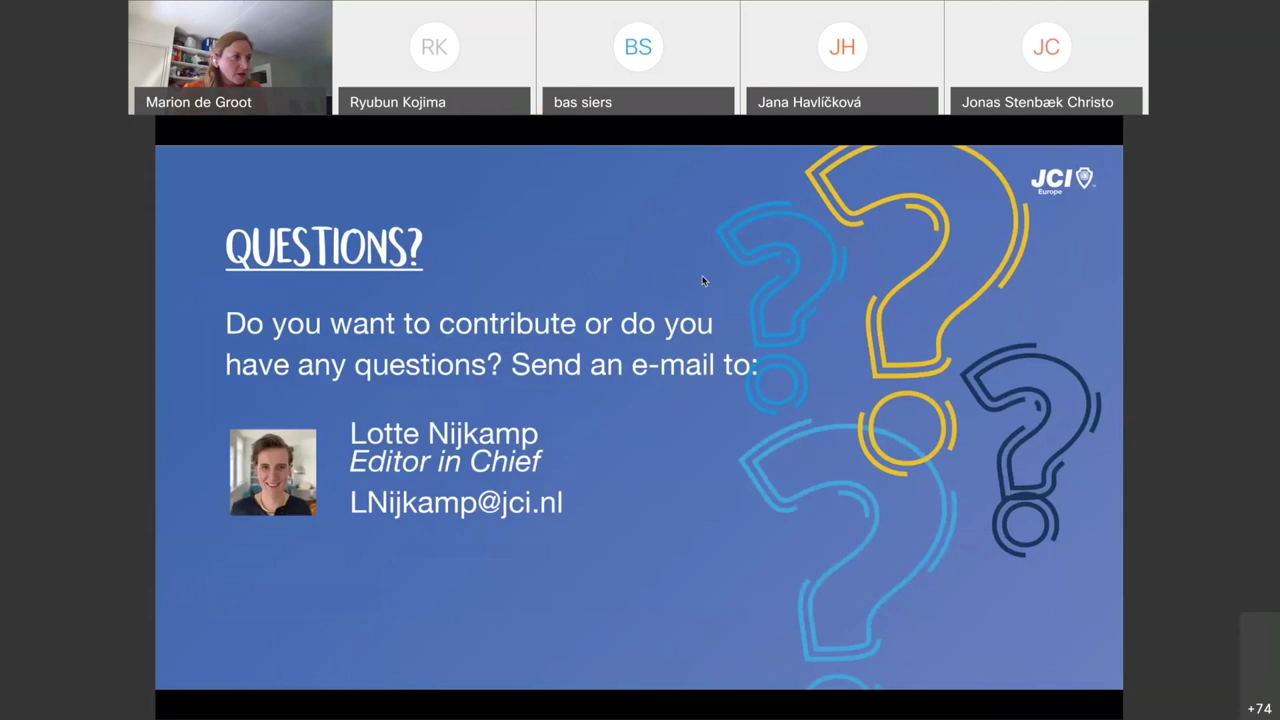 RK
BS
JH
JC
Marion de Groot
Ryubun Kojima
bas siers
Jana Havlíčková
Jonas Stenbæk Christo
JCI
Europe
QUESTIONS?
Do you want to contribute or do you
have any questions? Send an e-mail to:
Lotte Nijkamp
Editor in Chief
LNijkamp@jci.nl
+74